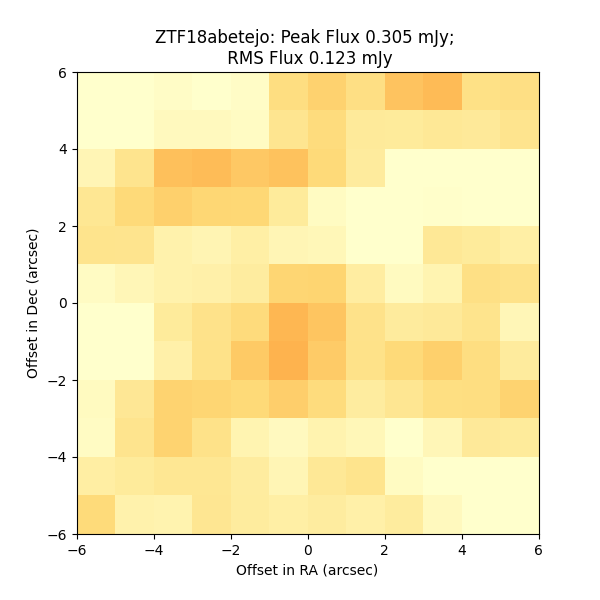 ZTF18abetejo: Peak Flux 0.305 mJy;
RMS Flux 0.123 mJy
6
4
2
0
−2
−4
−6
Offset in Dec (arcsec)
−6 −4 −2 0 2 4 6
Offset in RA (arcsec)